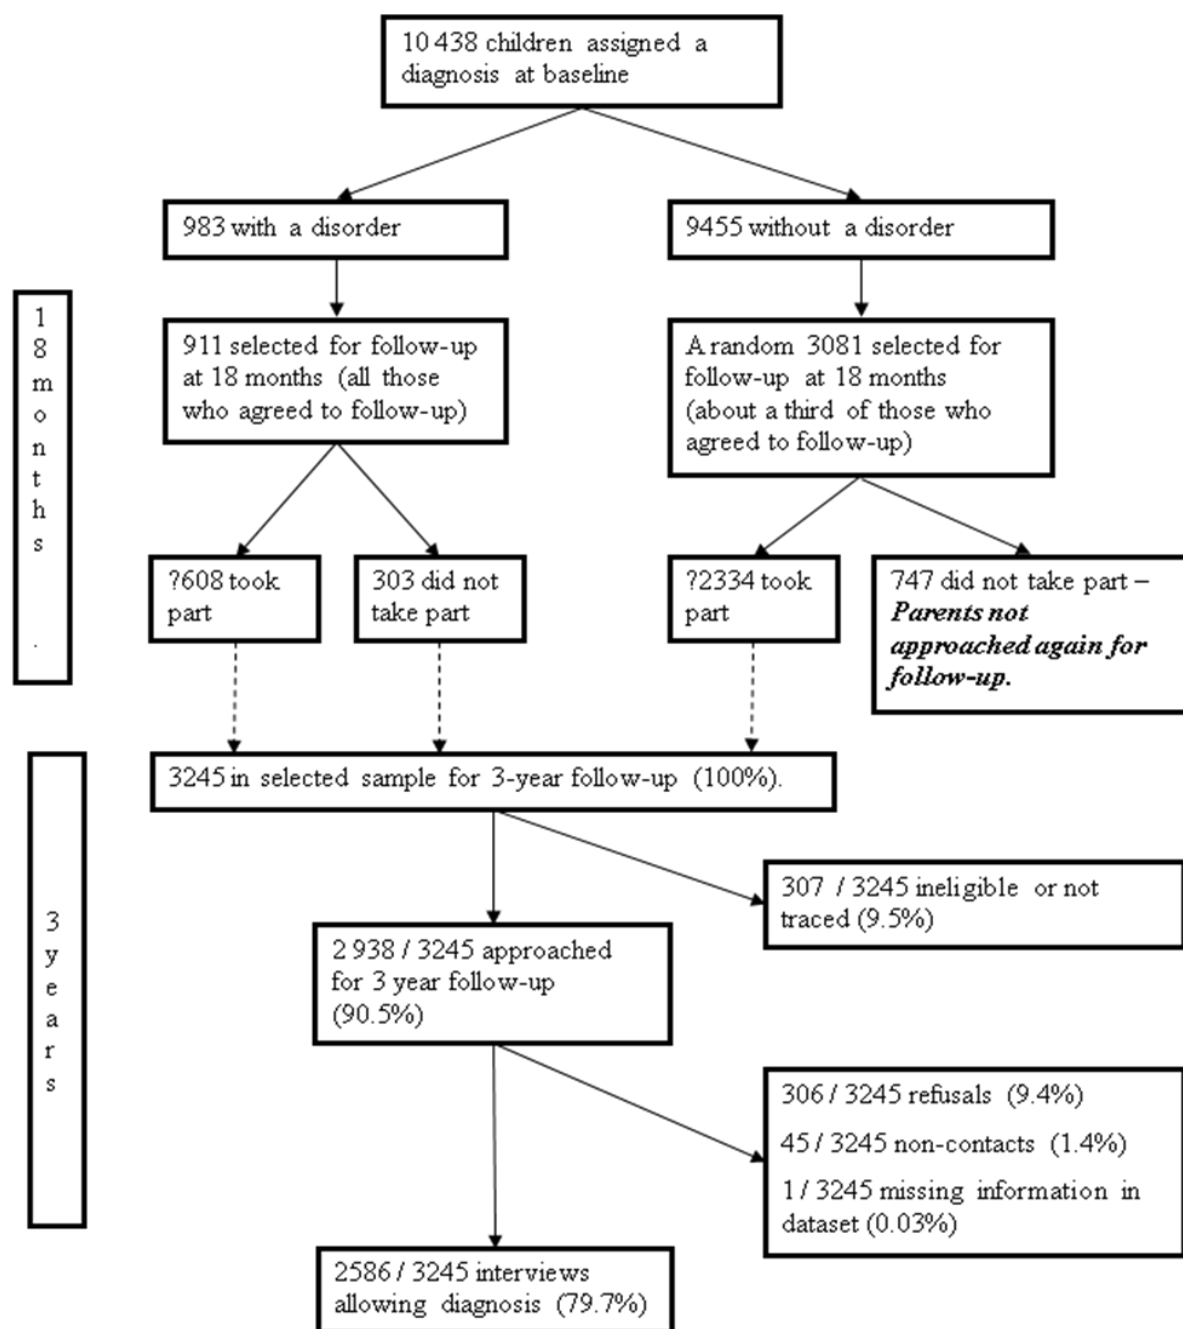 10 438 children assigned a
diagnosis at baseline
983 with a disorder
9455 without a disorder
1
8
m
o
n
t
h
s
.
911 selected for follow-up
at 18 months (all those
who agreed to follow-up)
A random 3081 selected for
follow-up at 18 months
(about a third of those who
agreed to follow-up)
?608 took
part
303 did not
take part
?2334 took
part
747 did not take part –
Parents not
approached again for
follow-up.
3
y
e
a
r
s
3245 in selected sample for 3-year follow-up (100%).
307 / 3245 ineligible or not
traced (9.5%)
2 938 / 3245 approached
for 3 year follow-up
(90.5%)
306 / 3245 refusals (9.4%)
45 / 3245 non-contacts (1.4%)
1 / 3245 missing information in
dataset (0.03%)
2586 / 3245 interviews
allowing diagnosis (79.7%)